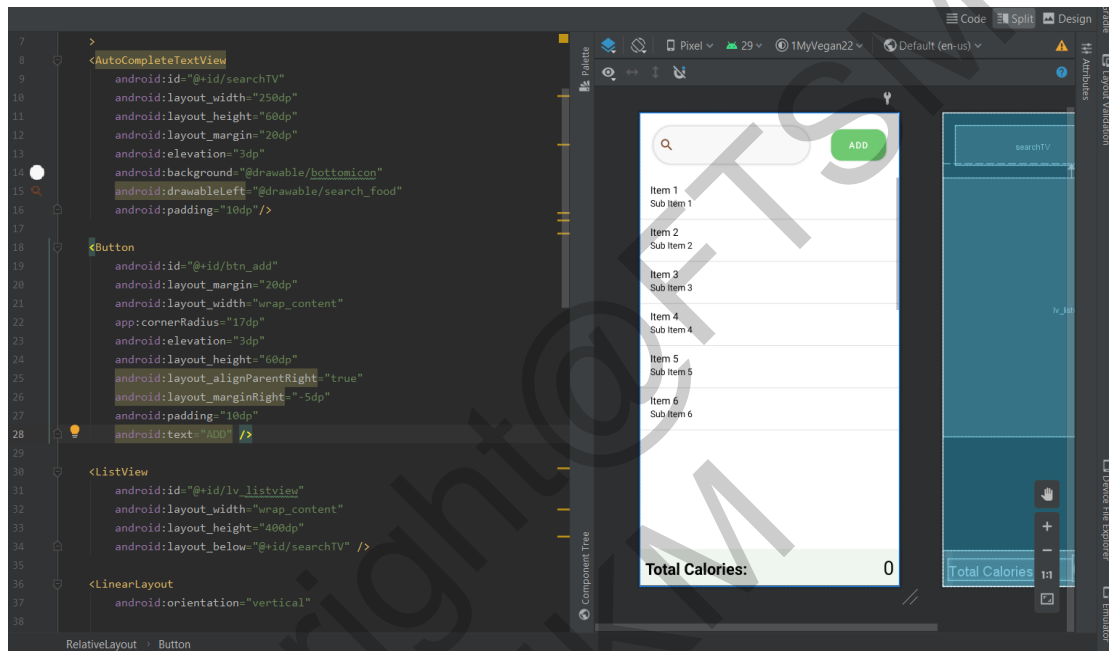 Code Split Design
7 >
8 <AutoCompleteTextView
9 android:id="@+id/searchTV"
10 android:layout_width="250dp"
11 android:layout_height="60dp"
12 android:layout_margin="20dp"
13 android:elevation="3dp"
14 android:background="@drawable/bottomicon"
15 android:drawableLeft="@drawable/search_food"
16 android:padding="10dp"/>
17
18 <Button
19 android:id="@+id/btn_add"
20 android:layout_margin="20dp"
21 android:layout_width="wrap_content"
22 app:cornerRadius="17dp"
23 android:elevation="3dp"
24 android:layout_height="60dp"
25 android:layout_alignParentRight="true"
26 android:layout_marginRight="-5dp"
27 android:padding="10dp"
28 android:text="ADD" />
29
30 <ListView
31 android:id="@+id/lv_listview"
32 android:layout_width="wrap_content"
33 android:layout_height="400dp"
34 android:layout_below="@+id/searchTV" />
35
36 <LinearLayout
37 android:orientation="vertical"
38
RelativeLayout Button
Palette
Component Tree
Pixel 29 1MyVegan22 Default (en-us)
ADD
Item 1
Sub Item 1
Item 2
Sub Item 2
Item 3
Sub Item 3
Item 4
Sub Item 4
Item 5
Sub Item 5
Item 6
Sub Item 6
Total Calories: 0
searchTV
lv_list
Total Calories
1:1
Attributes
Layout Validation
Device File Explorer
Emulator
right@FTSM
UKM